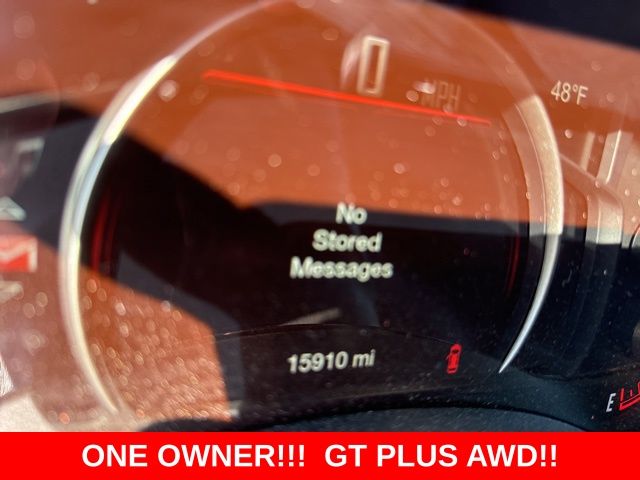 0
MPH
48°F
No
Stored
Messages
15910 mi
E
ONE OWNER!!! GT PLUS AWD!!